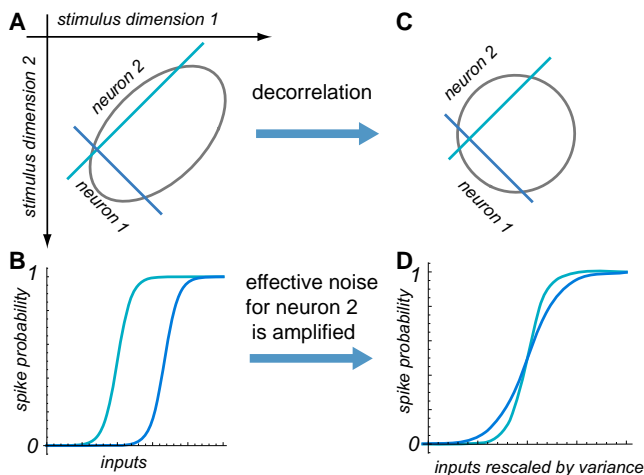 A
stimulus dimension 1
stimulus dimension 2
neuron 2
neuron 1
decorrelation
C
neuron 2
neuron 1
B
1
spike probability
0
inputs
effective noise
for neuron 2
is amplified
D
1
spike probability
0
inputs rescaled by variance